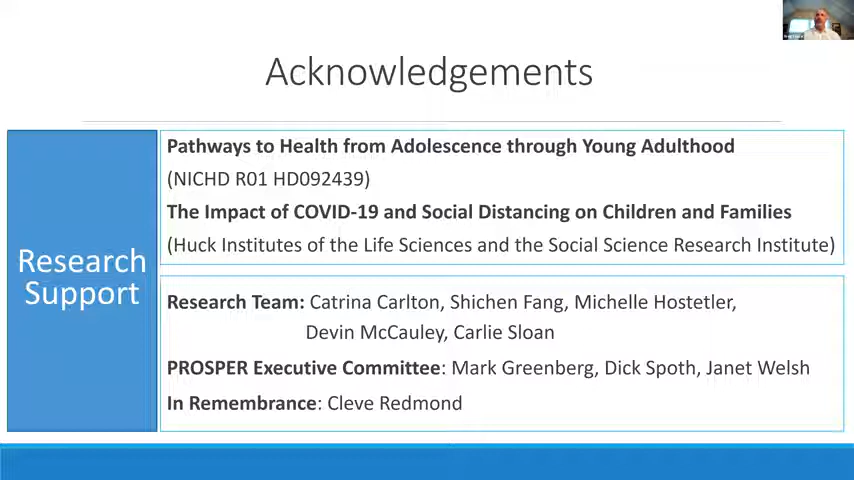 Acknowledgements
Research
Support
Pathways to Health from Adolescence through Young Adulthood
(NICHD R01 HD092439)
The Impact of COVID-19 and Social Distancing on Children and Families
(Huck Institutes of the Life Sciences and the Social Science Research Institute)
Research Team: Catrina Carlton, Shichen Fang, Michelle Hostetler,
Devin McCauley, Carlie Sloan
PROSPER Executive Committee: Mark Greenberg, Dick Spoth, Janet Welsh
In Remembrance: Cleve Redmond